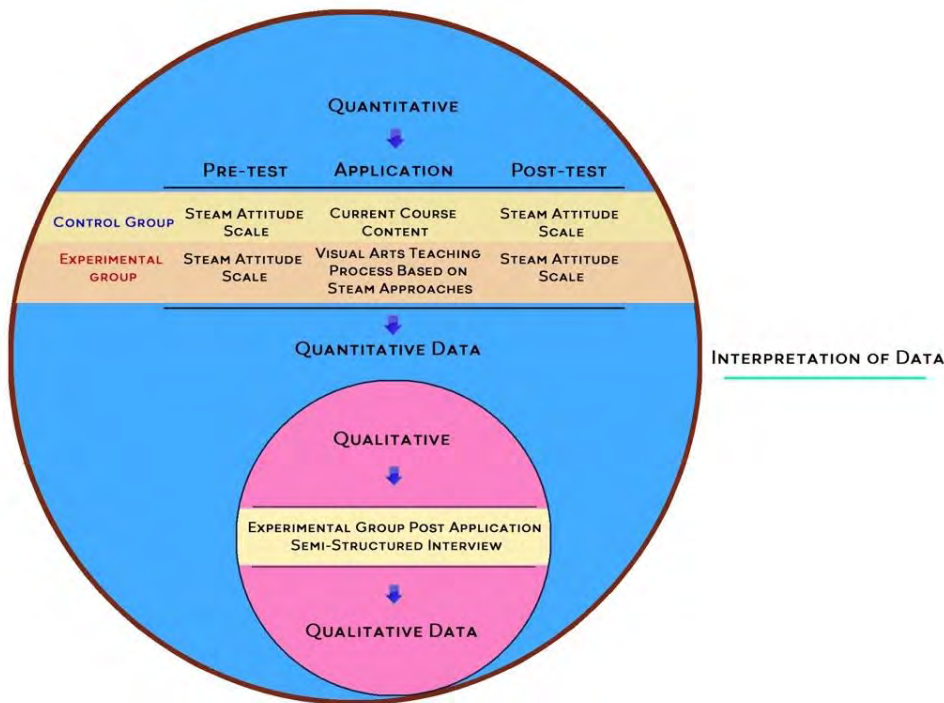 QUANTITATIVE
PRE-TEST APPLICATION POST-TEST
CONTROL GROUP
STEAM ATTITUDE
SCALE
CURRENT COURSE
CONTENT
STEAM ATTITUDE
SCALE
EXPERIMENTAL
GROUP
STEAM ATTITUDE
SCALE
VISUAL ARTS TEACHING
PROCESS BASED ON
STEAM APPROACHES
STEAM ATTITUDE
SCALE
QUANTITATIVE DATA
INTERPRETATION OF DATA
QUALITATIVE
EXPERIMENTAL GROUP POST APPLICATION
SEMI-STRUCTURED INTERVIEW
QUALITATIVE DATA